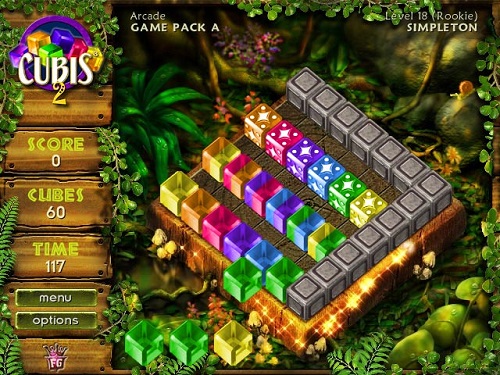 Arcade
GAME PACK A
Level 18 (Rookie)
SIMPLETON
CUBIS
2
SCORE
0
CUBES
60
TIME
117
menu
options
FG